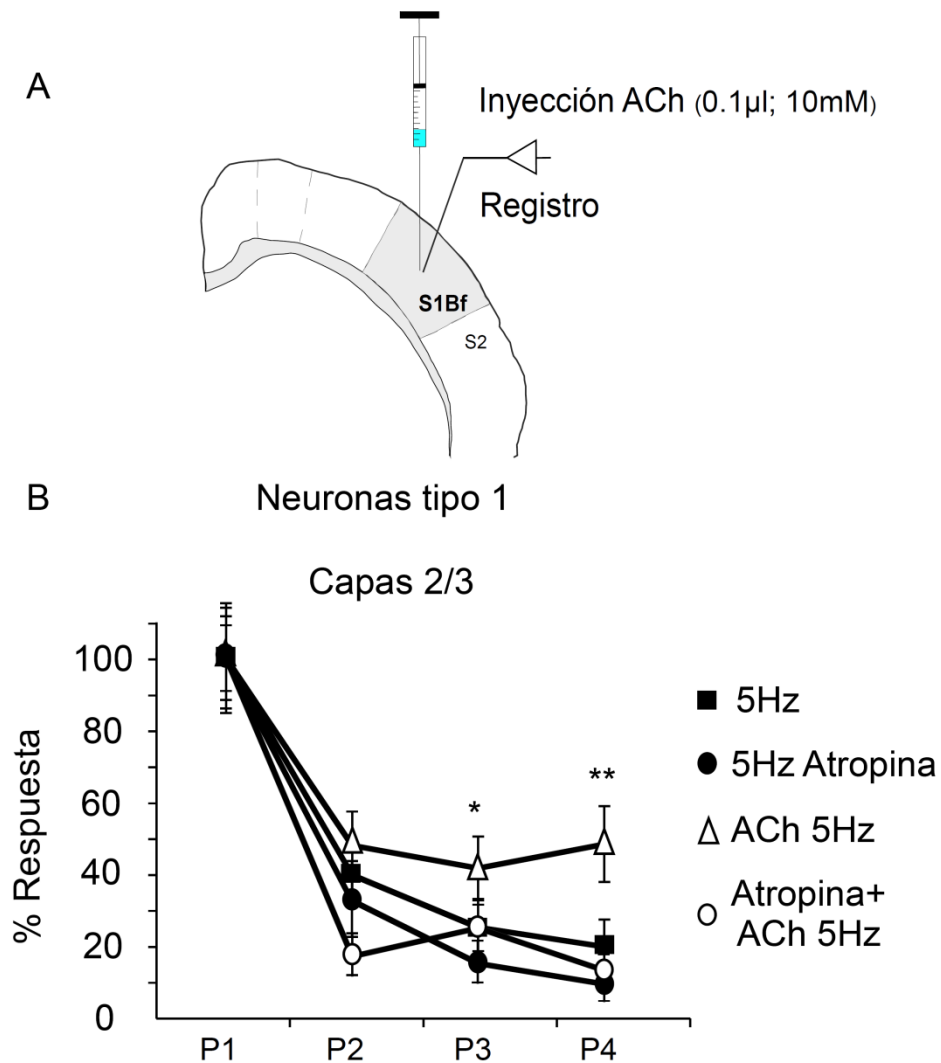 A
Inyección ACh (0.1µl; 10mM)
Registro
S1Bf
S2
B
Neuronas tipo 1
Capas 2/3
% Respuesta
100
80
60
40
20
0
*
**
P1
P2
P3
P4
5Hz
5Hz Atropina
ACh 5Hz
Atropina+
ACh 5Hz